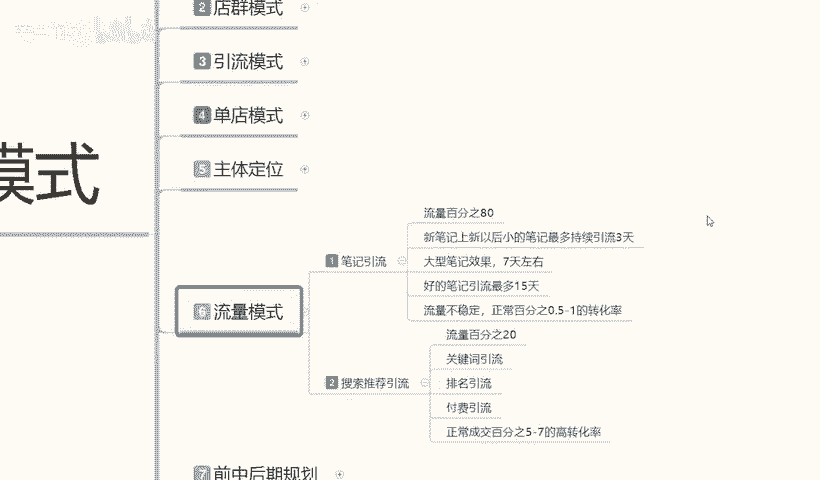 2 店群模式
3 引流模式
4 单店模式
模式
5 主体定位
6 流量模式
1 笔记引流
流量百分之80
新笔记上新以后小的笔记最多持续引流3天
大型笔记效果，7天左右
好的笔记引流最多15天
流量不稳定，正常百分之0.5-1的转化率
2 搜索推荐引流
流量百分之20
关键词引流
排名引流
付费引流
正常成交百分之5-7的高转化率
7 前中后期规划